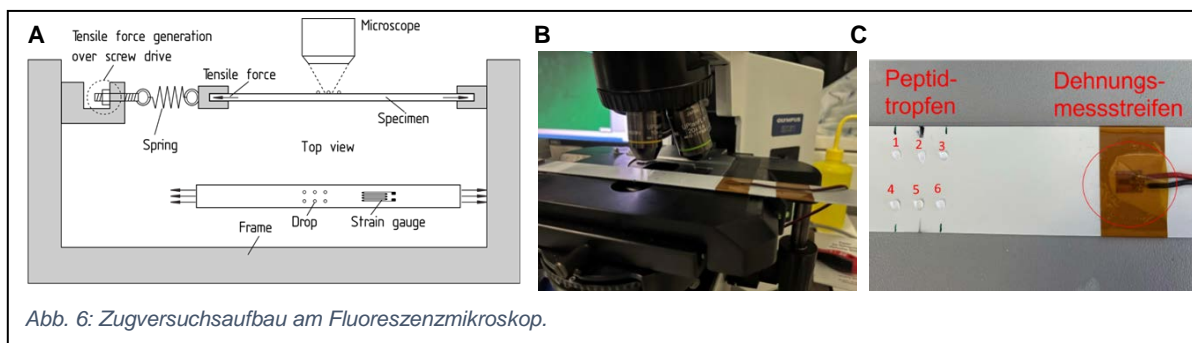 A
Tensile force generation
over screw drive
Microscope
Tensile force
Specimen
Spring
Top view
Drop
Strain gauge
Frame
B
OLYMPUS
C
Peptid-
tropfen
Dehnungs-
messstreifen
1 2 3
4 5 6
Abb. 6: Zugversuchsaufbau am Fluoreszenzmikroskop.